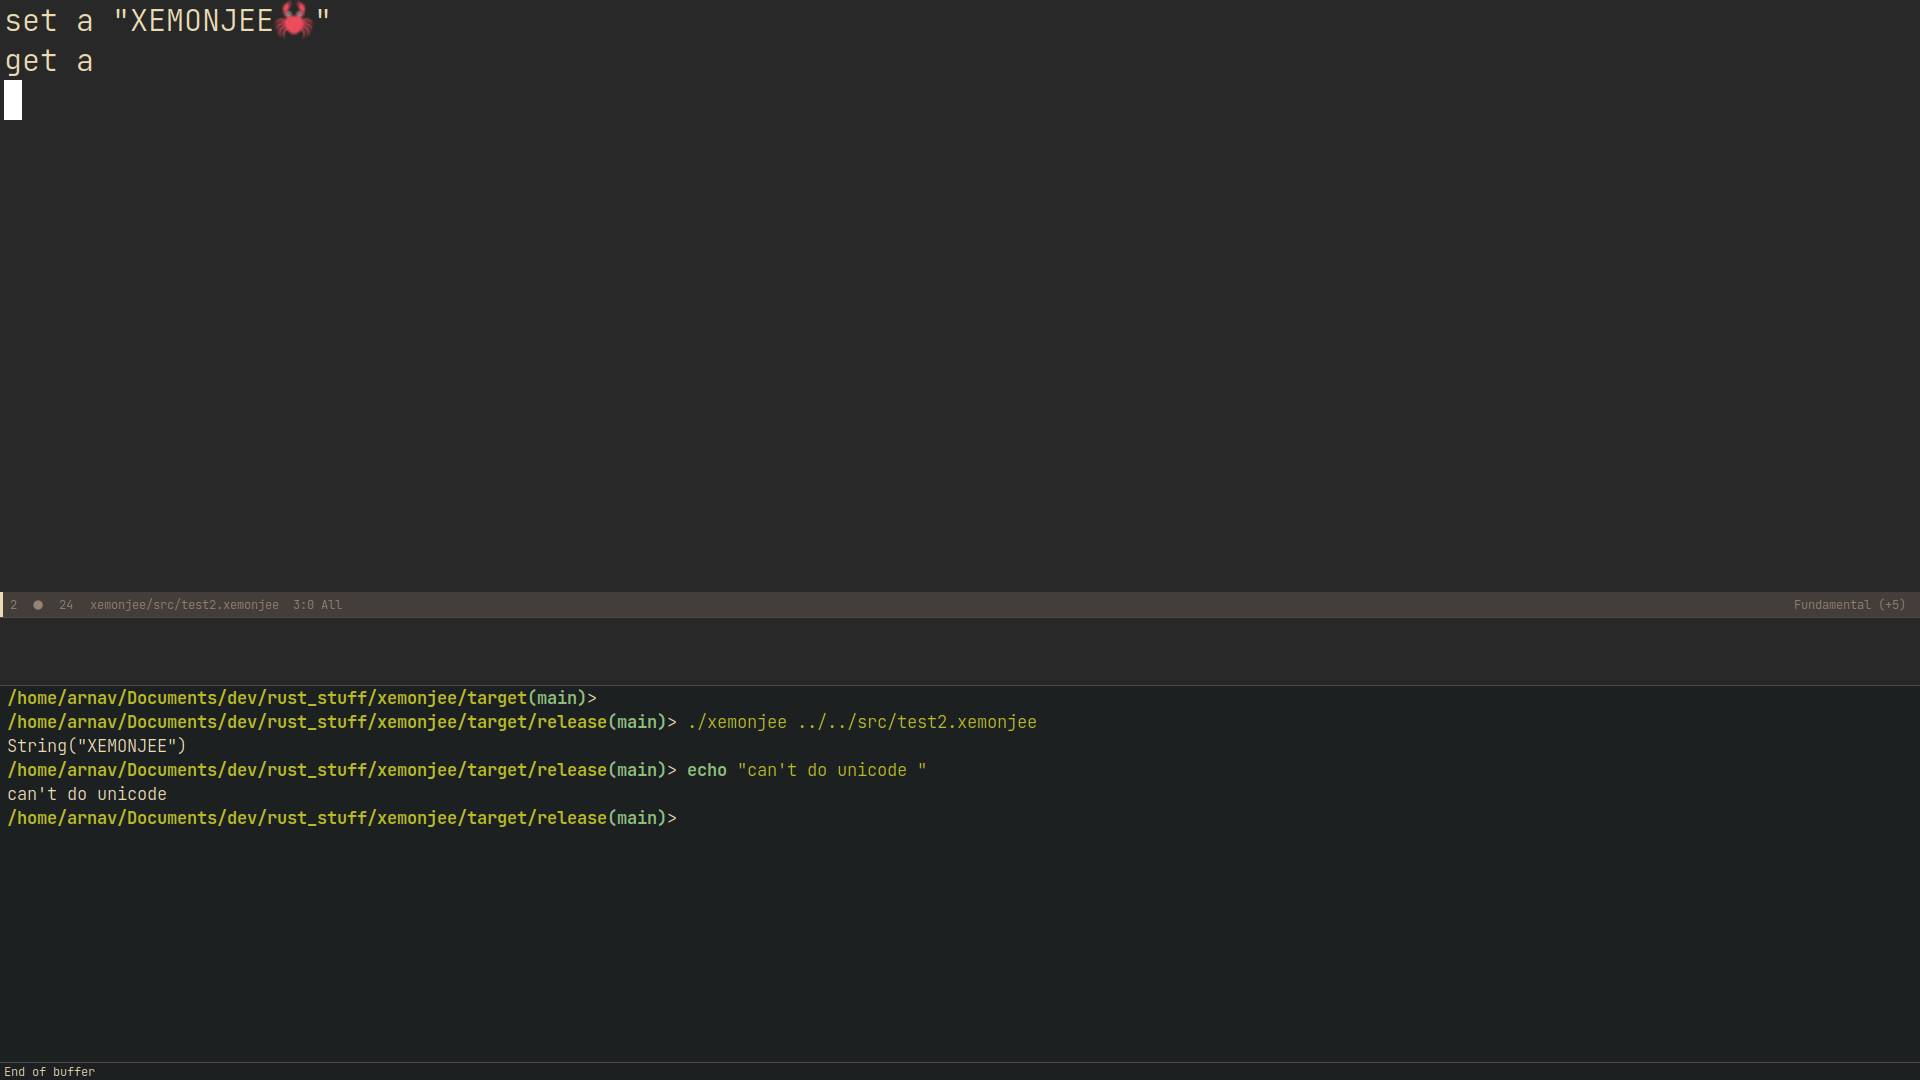 set a "XEMONJEE🦀"
get a
2 ● 24 xemonjee/src/test2.xemonjee 3:0 All Fundamental (+5)
/home/arnav/Documents/dev/rust_stuff/xemonjee/target(main)>
/home/arnav/Documents/dev/rust_stuff/xemonjee/target/release(main)> ./xemonjee ../../src/test2.xemonjee
String("XEMONJEE")
/home/arnav/Documents/dev/rust_stuff/xemonjee/target/release(main)> echo "can't do unicode "
can't do unicode
/home/arnav/Documents/dev/rust_stuff/xemonjee/target/release(main)>
End of buffer